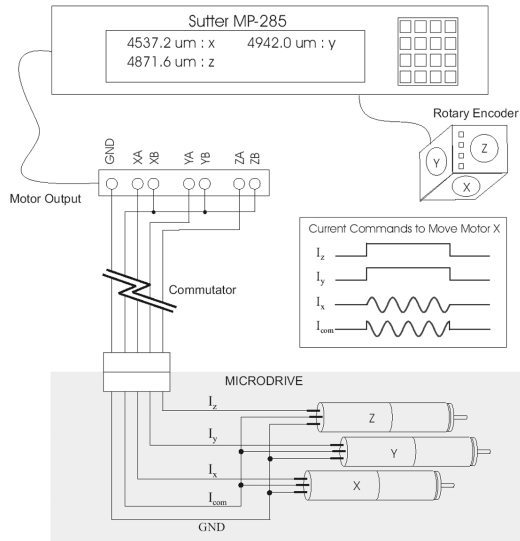 Sutter MP-285
4537.2 um : x 4942.0 um : y
4871.6 um : z
Rotary Encoder
Y
Z
X
GND
XA
XB
YA
YB
ZA
ZB
Motor Output
Commutator
Current Commands to Move Motor X
Iz
Iy
Ix
Icom
MICRODRIVE
Iz
Z
Iy
Y
Ix
X
Icom
GND